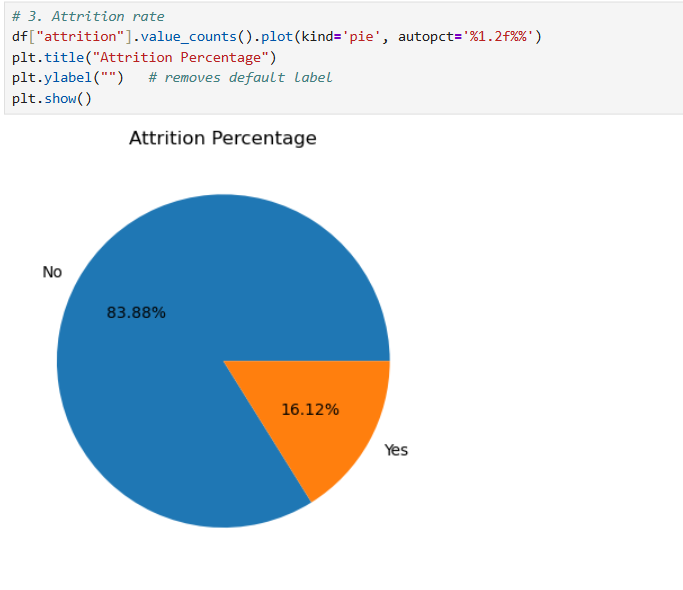 # 3. Attrition rate
df["attrition"].value_counts().plot(kind='pie', autopct='%1.2f%%')
plt.title("Attrition Percentage")
plt.ylabel("")   # removes default label
plt.show()
Attrition Percentage
No
83.88%
16.12%
Yes